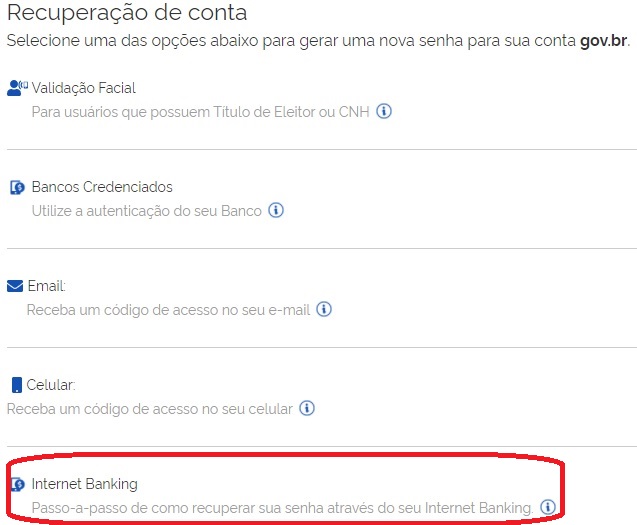 Recuperação de conta
Selecione uma das opções abaixo para gerar uma nova senha para sua conta gov.br.
Validação Facial
Para usuários que possuem Título de Eleitor ou CNH
Bancos Credenciados
Utilize a autenticação do seu Banco
Email:
Receba um código de acesso no seu e-mail
Celular:
Receba um código de acesso no seu celular
Internet Banking
Passo-a-passo de como recuperar sua senha através do seu Internet Banking.